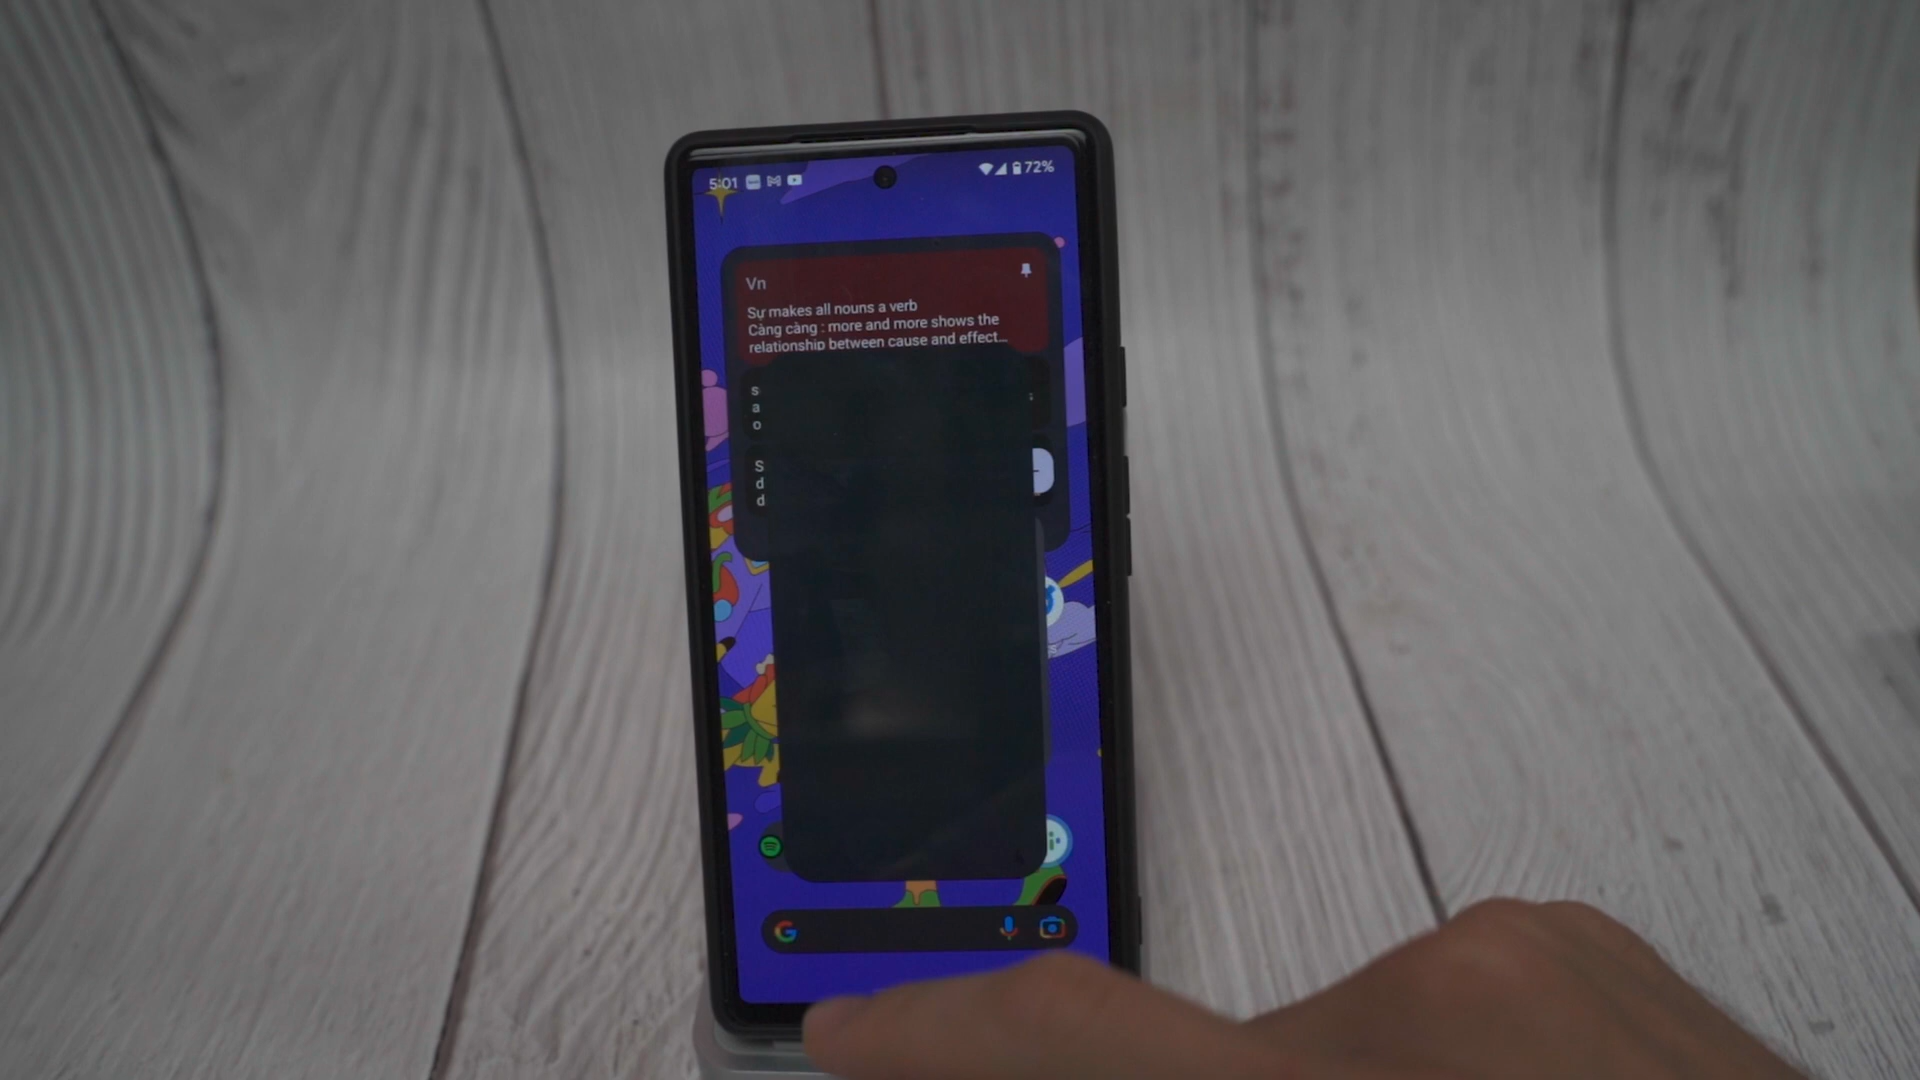 5:01
72%
Vn
Sự makes all nouns a verb
Càng càng : more and more shows the
relationship between cause and effect...
s
a
o
S
d
d
G